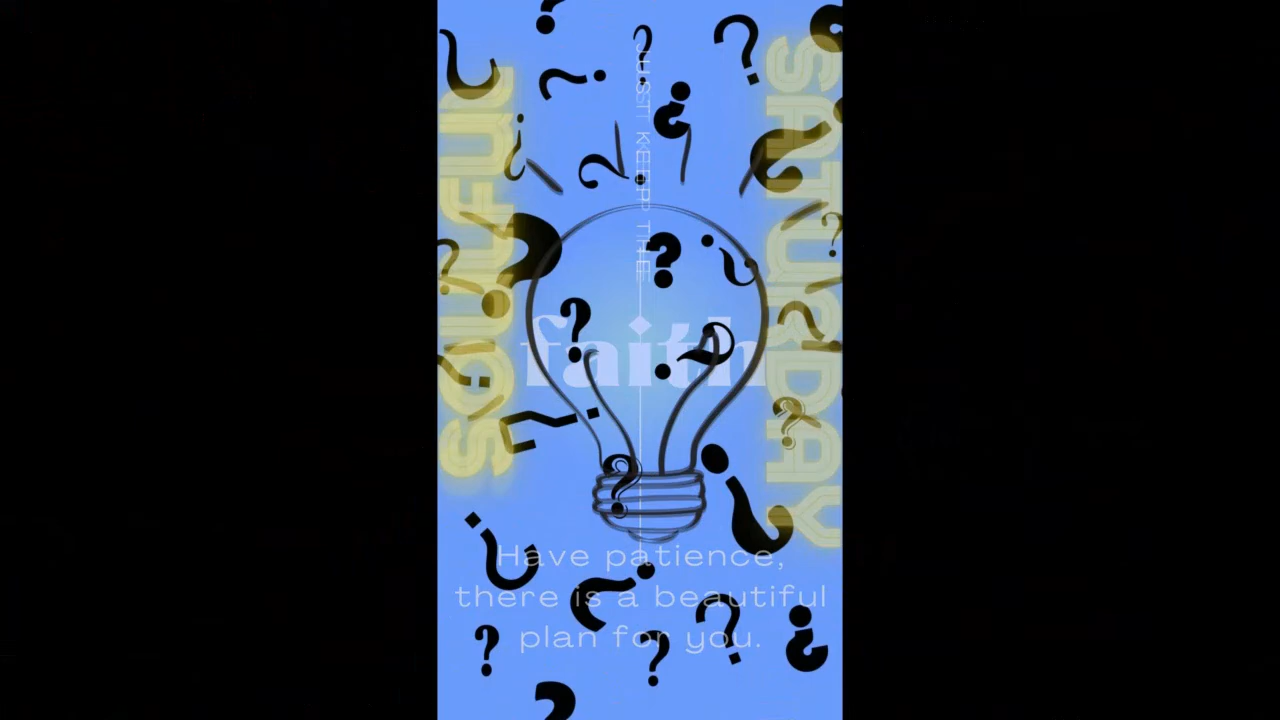 SOULFUL
SATURDAY
JUST KEEP THE
faith
Have patience,
there is a beautiful
plan for you.